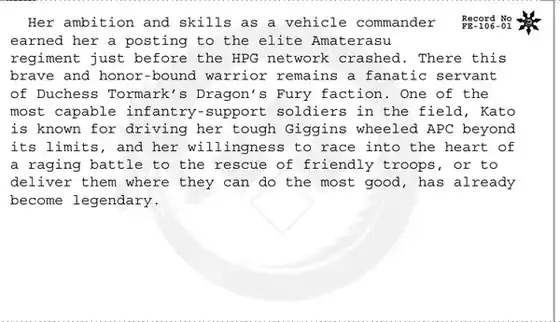 Her ambition and skills as a vehicle commander
earned her a posting to the elite Amaterasu
regiment just before the HPG network crashed. There this
brave and honor-bound warrior remains a fanatic servant
of Duchess Tormark's Dragon's Fury faction. One of the
most capable infantry-support soldiers in the field, Kato
is known for driving her tough Giggins wheeled APC beyond
its limits, and her willingness to race into the heart of
a raging battle to the rescue of friendly troops, or to
deliver them where they can do the most good, has already
become legendary.
Record No
FE-106-01